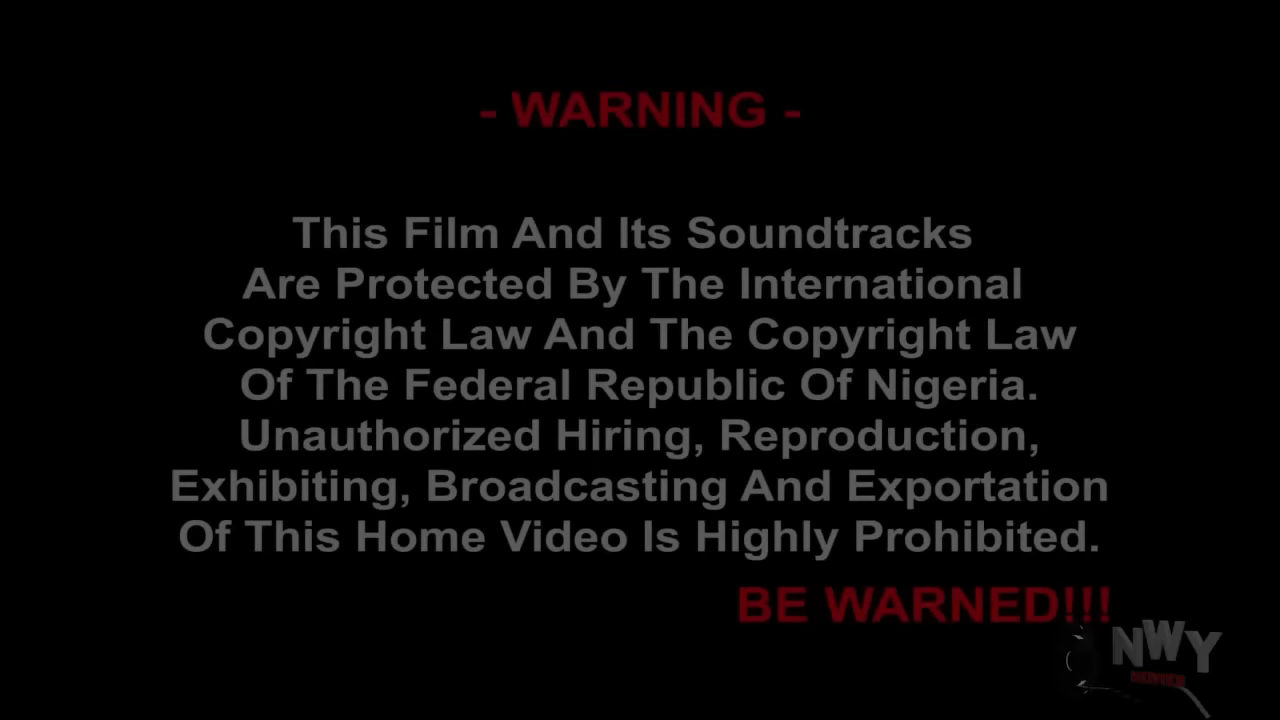 - WARNING -
This Film And Its Soundtracks
Are Protected By The International
Copyright Law And The Copyright Law
Of The Federal Republic Of Nigeria.
Unauthorized Hiring, Reproduction,
Exhibiting, Broadcasting And Exportation
Of This Home Video Is Highly Prohibited.
BE WARNED!!!
NWY